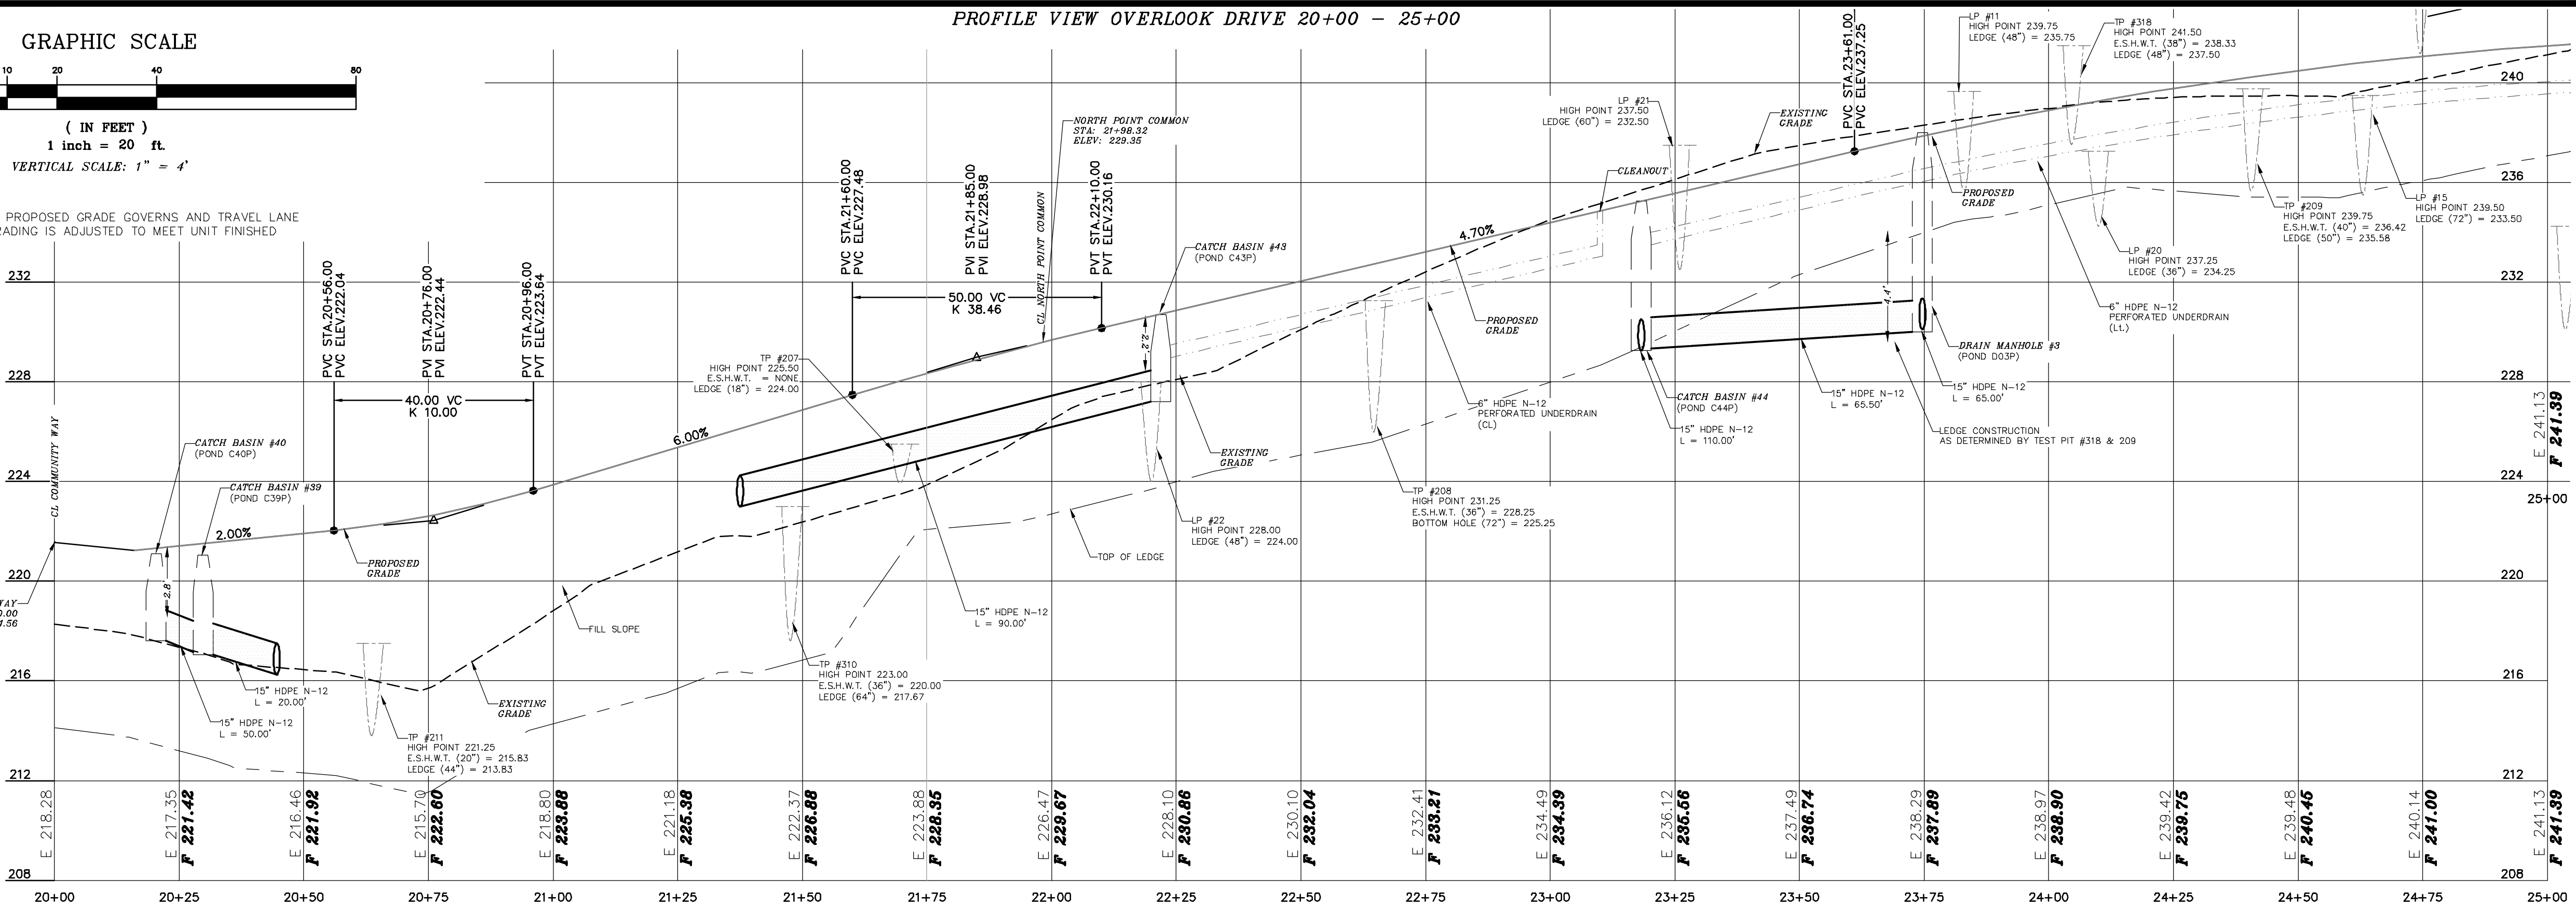 PROFILE VIEW OVERLOOK DRIVE 20+00 - 25+00
GRAPHIC SCALE
10 20 40 80
( IN FEET )
1 inch = 20 ft.
VERTICAL SCALE: 1" = 4'
PROPOSED GRADE GOVERNS AND TRAVEL LANE
ADING IS ADJUSTED TO MEET UNIT FINISHED
232
228
224
220
216
212
208
CL COMMUNITY WAY
WAY
0.00
1.56
CATCH BASIN #40
(POND C40P)
CATCH BASIN #39
(POND C39P)
2.00%
2.8'
15" HDPE N-12
L = 20.00'
15" HDPE N-12
L = 50.00'
PVC STA.20+56.00
PVC ELEV.222.04
PVI STA.20+76.00
PVI ELEV.222.44
PVT STA.20+96.00
PVT ELEV.223.64
40.00 VC
K 10.00
PROPOSED
GRADE
TP #211
HIGH POINT 221.25
E.S.H.W.T. (20") = 215.83
LEDGE (44") = 213.83
EXISTING
GRADE
FILL SLOPE
6.00%
TP #207
HIGH POINT 225.50
E.S.H.W.T. = NONE
LEDGE (18") = 224.00
TP #310
HIGH POINT 223.00
E.S.H.W.T. (36") = 220.00
LEDGE (64") = 217.67
PVC STA.21+60.00
PVC ELEV.227.48
PVI STA.21+85.00
PVI ELEV.228.98
PVT STA.22+10.00
PVT ELEV.230.16
50.00 VC
K 38.46
CL NORTH POINT COMMON
NORTH POINT COMMON
STA: 21+98.32
ELEV: 229.35
15" HDPE N-12
L = 90.00'
TOP OF LEDGE
2.2'
CATCH BASIN #43
(POND C43P)
EXISTING
GRADE
LP #22
HIGH POINT 228.00
LEDGE (48") = 224.00
TP #208
HIGH POINT 231.25
E.S.H.W.T. (36") = 228.25
BOTTOM HOLE (72") = 225.25
6" HDPE N-12
PERFORATED UNDERDRAIN
(CL)
4.70%
PROPOSED
GRADE
LP #21
HIGH POINT 237.50
LEDGE (60") = 232.50
CLEANOUT
EXISTING
GRADE
PVC STA.23+61.00
PVC ELEV.237.25
CATCH BASIN #44
(POND C44P)
15" HDPE N-12
L = 110.00'
15" HDPE N-12
L = 65.50'
4.4'
15" HDPE N-12
L = 65.00'
LEDGE CONSTRUCTION
AS DETERMINED BY TEST PIT #318 & 209
DRAIN MANHOLE #3
(POND D03P)
PROPOSED
GRADE
LP #11
HIGH POINT 239.75
LEDGE (48") = 235.75
TP #318
HIGH POINT 241.50
E.S.H.W.T. (38") = 238.33
LEDGE (48") = 237.50
LP #20
HIGH POINT 237.25
LEDGE (36") = 234.25
6" HDPE N-12
PERFORATED UNDERDRAIN
(Lt.)
TP #209
HIGH POINT 239.75
E.S.H.W.T. (40") = 236.42
LEDGE (50") = 235.58
LP #15
HIGH POINT 239.50
LEDGE (72") = 233.50
240
236
232
228
224
220
216
212
208
E 241.13
F 241.39
25+00
E 218.28
E 217.35
F 221.42
E 216.46
F 221.92
E 215.70
F 222.60
E 218.80
F 223.88
E 221.18
F 225.38
E 222.37
F 226.88
E 223.88
F 228.35
E 226.47
F 229.67
E 228.10
F 230.86
E 230.10
F 232.04
E 232.41
F 233.21
E 234.49
F 234.39
E 236.12
F 235.56
E 237.49
F 236.74
E 238.29
F 237.89
E 238.97
F 238.90
E 239.42
F 239.75
E 239.48
F 240.45
E 240.14
F 241.00
E 241.13
F 241.39
20+00 20+25 20+50 20+75 21+00 21+25 21+50 21+75 22+00 22+25 22+50 22+75 23+00 23+25 23+50 23+75 24+00 24+25 24+50 24+75 25+00